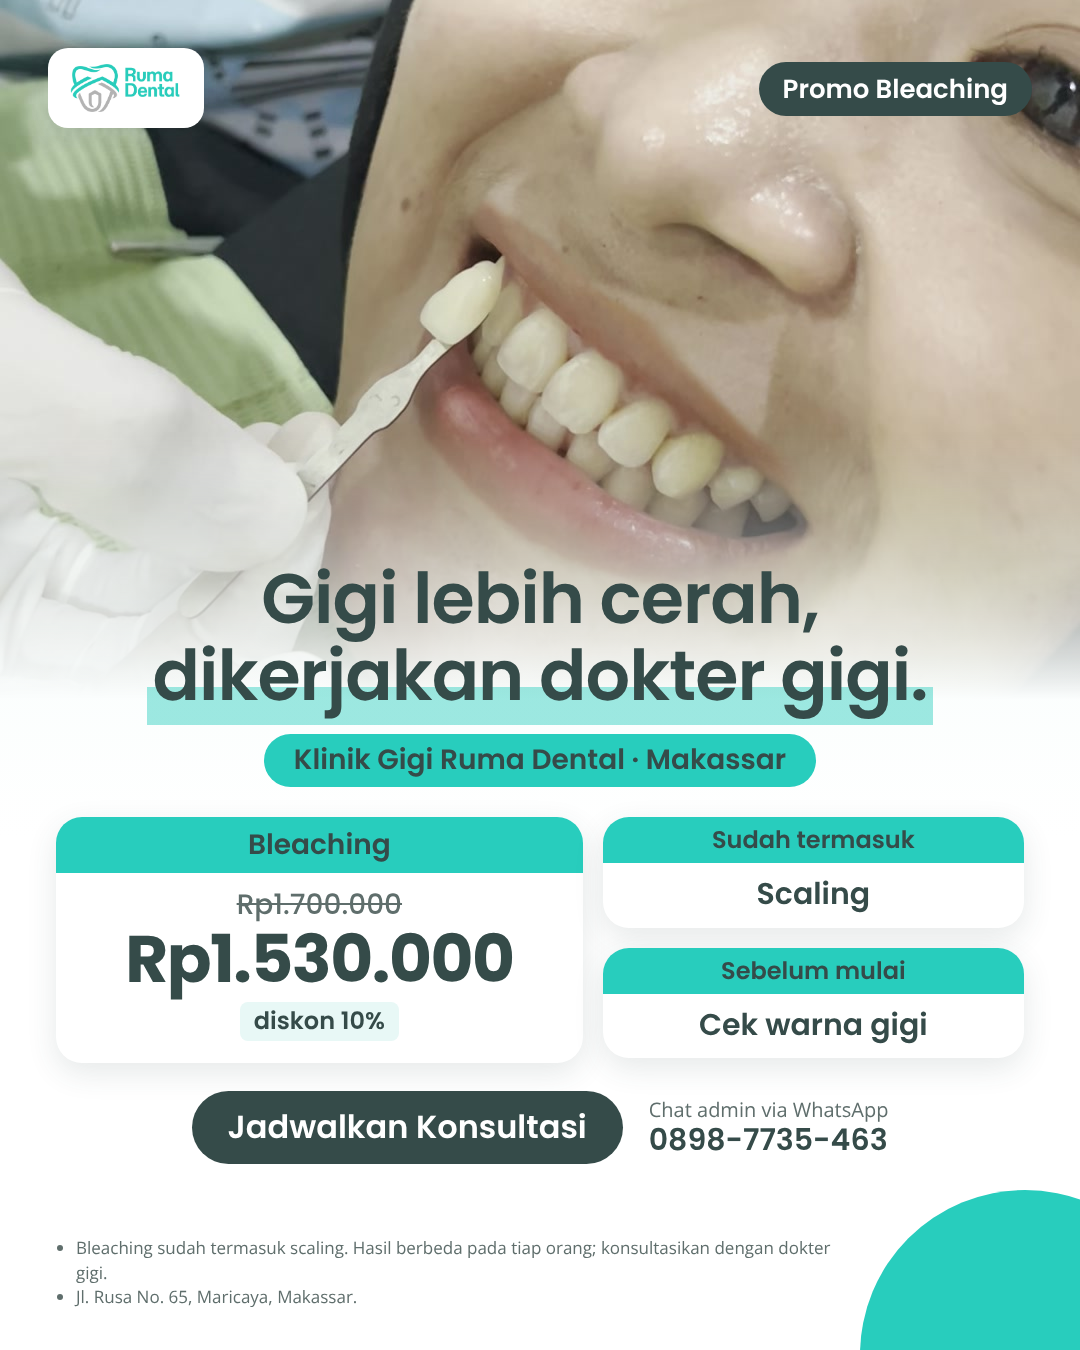 Ruma
Dental
Promo Bleaching
Gigi lebih cerah,
dikerjakan dokter gigi.
Klinik Gigi Ruma Dental · Makassar
Bleaching
Rp1.700.000
Rp1.530.000
diskon 10%
Sudah termasuk
Scaling
Sebelum mulai
Cek warna gigi
Jadwalkan Konsultasi
Chat admin via WhatsApp
0898-7735-463
• Bleaching sudah termasuk scaling. Hasil berbeda pada tiap orang; konsultasikan dengan dokter
gigi.
• Jl. Rusa No. 65, Maricaya, Makassar.